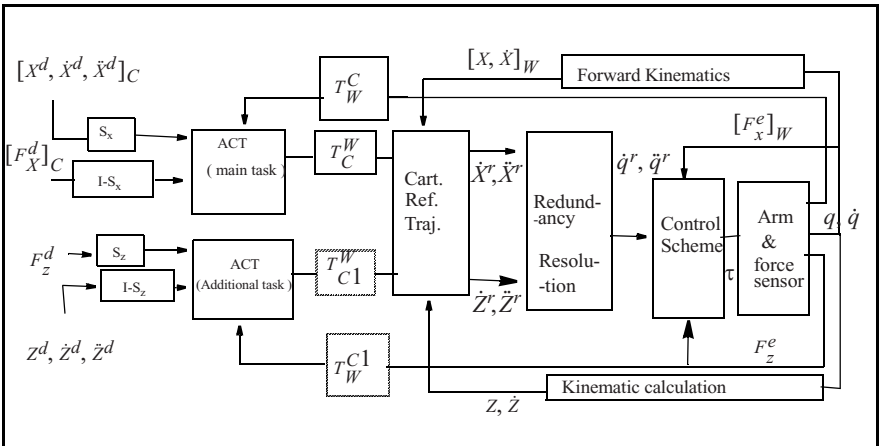 [X^d, Ẋ^d, Ẍ^d]_C
T_W^C
[X, Ẋ]_W
Forward Kinematics
S_x
[F_x^e]_W
[F_X^d]_C
I-S_x
ACT
( main task )
T_C^W
Cart.
Ref.
Traj.
Ẋ^r, Ẍ^r
Redund-
-ancy
Resolu-
-tion
q̇^r, q̈^r
Control
Scheme
τ
Arm
&
force
sensor
q, q̇
F_z^d
S_z
I-S_z
ACT
(Additional task)
T_C1^W
Ż^r, Z̈^r
Z^d, Ż^d, Z̈^d
T_W^C1
F_z^e
Kinematic calculation
Z, Ż